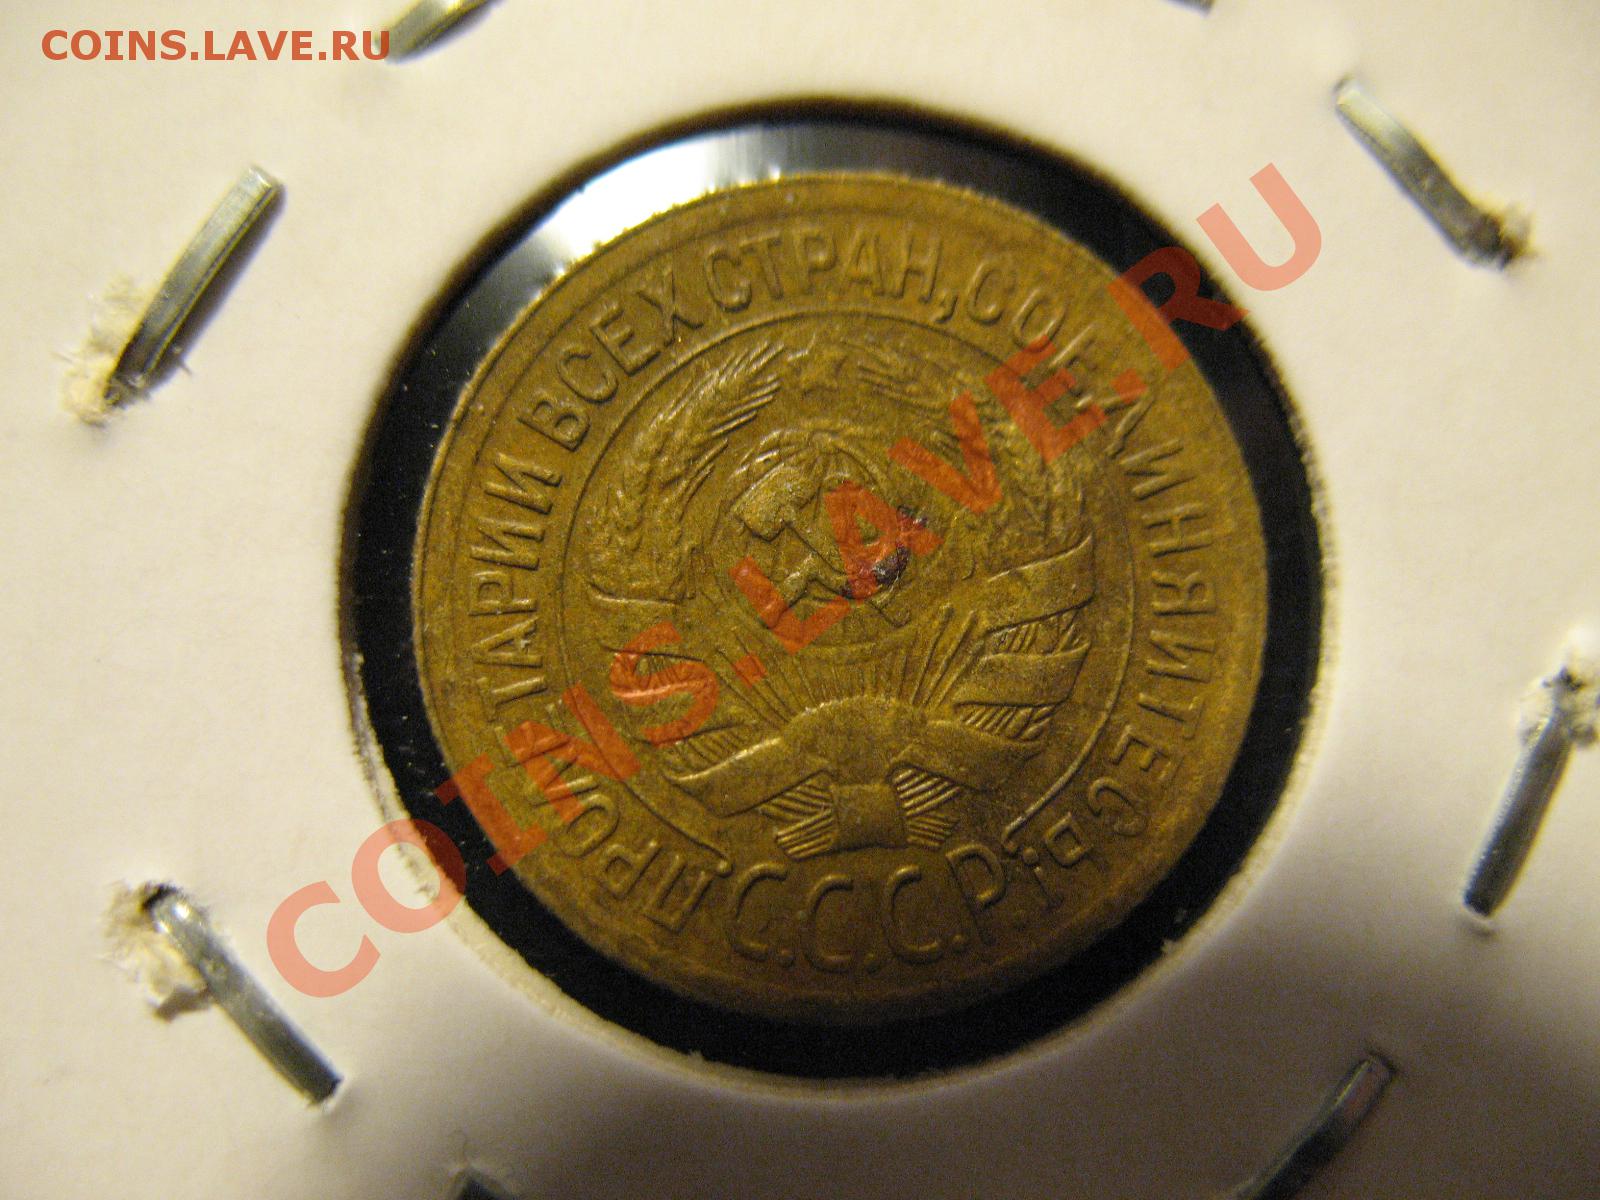 COINS.LAVE.RU
ПРОЛЕТАРИИ ВСЕХ СТРАН, СОЕДИНЯЙТЕСЬ!
С.С.С.Р.
COINS.LAVE.RU